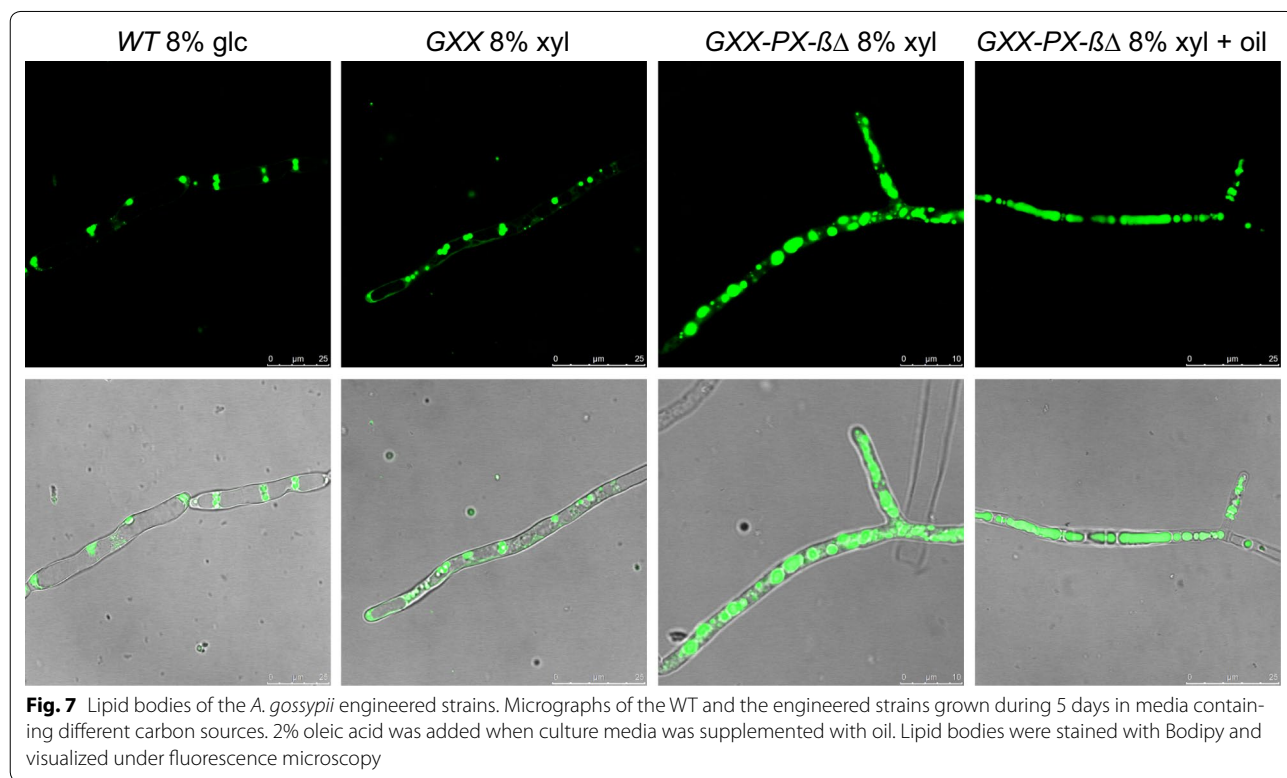 WT 8% glc GXX 8% xyl GXX-PX-ßΔ 8% xyl GXX-PX-ßΔ 8% xyl + oil
0 µm 25 0 µm 25 0 µm 10 0 µm 25
0 µm 25 0 µm 25 0 µm 10 0 µm 25
Fig. 7 Lipid bodies of the A. gossypii engineered strains. Micrographs of the WT and the engineered strains grown during 5 days in media contain-
ing different carbon sources. 2% oleic acid was added when culture media was supplemented with oil. Lipid bodies were stained with Bodipy and
visualized under fluorescence microscopy